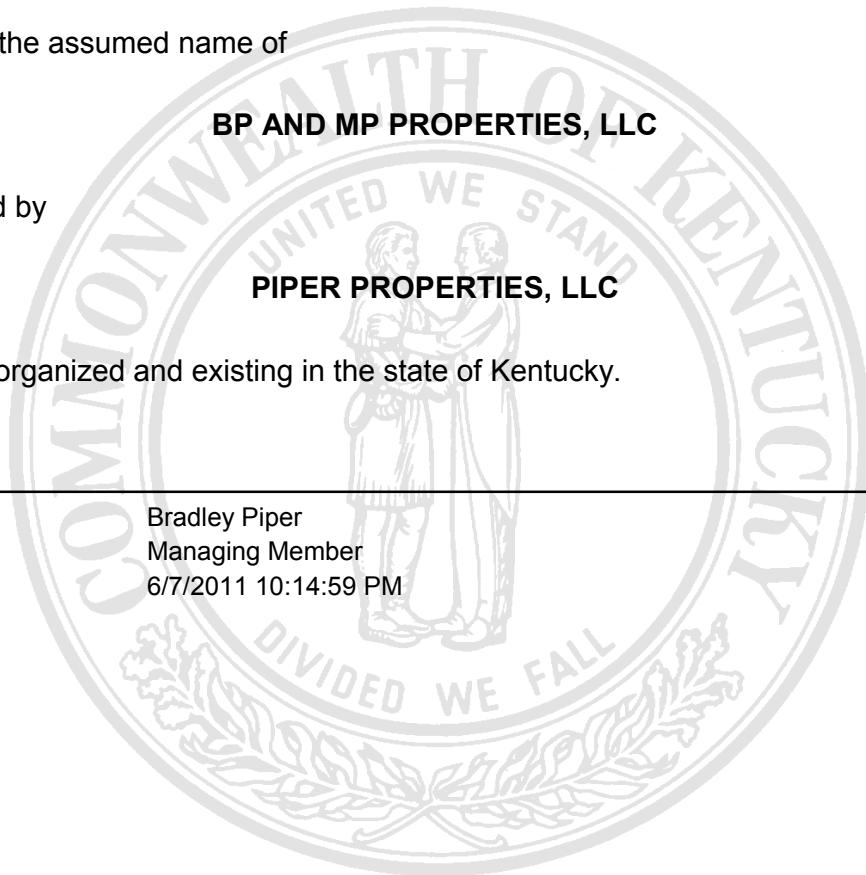 the assumed name of
BP AND MP PROPERTIES, LLC
d by
PIPER PROPERTIES, LLC
organized and existing in the state of Kentucky.
Bradley Piper
Managing Member
6/7/2011 10:14:59 PM
COMMONWEALTH OF KENTUCKY
UNITED WE STAND
DIVIDED WE FALL